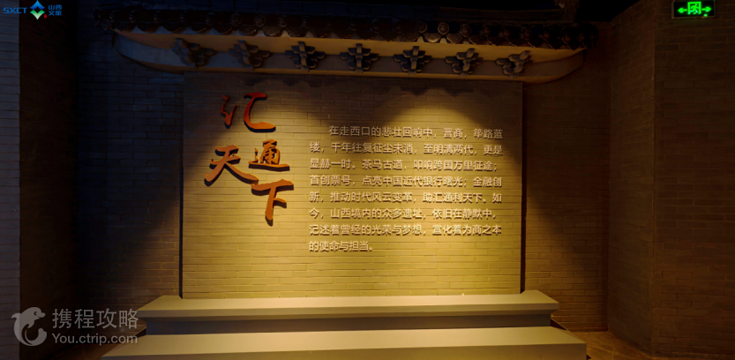 SXCT 山西文旅
汇通天下
在走西口的悲壮回响中，晋商，筚路蓝
缕，千年往复征尘未消，至明清两代，更是
显赫一时。茶马古道，叩响跨国万里征途；
首创票号，点亮中国近代银行曙光；金融创
新，推动时代风云变革，助汇通利天下。如
今，山西境内的众多遗址，依旧在静默中，
记述着曾经的光荣与梦想，宣化着为商之本
的使命与担当。
携程攻略
You.ctrip.com